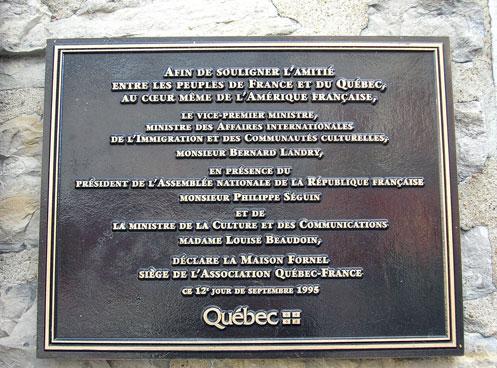 Afin de souligner l'amitié
entre les peuples de France et du Québec,
au cœur même de l'Amérique française,
le vice-premier ministre,
ministre des Affaires internationales
de l'Immigration et des Communautés culturelles,
monsieur Bernard Landry,
en présence du
président de l'Assemblée nationale de la République française
monsieur Philippe Séguin
et de
la ministre de la Culture et des Communications
madame Louise Beaudoin,
déclare la Maison Fornel
siège de l'Association Québec-France
ce 12e jour de septembre 1995
Québec